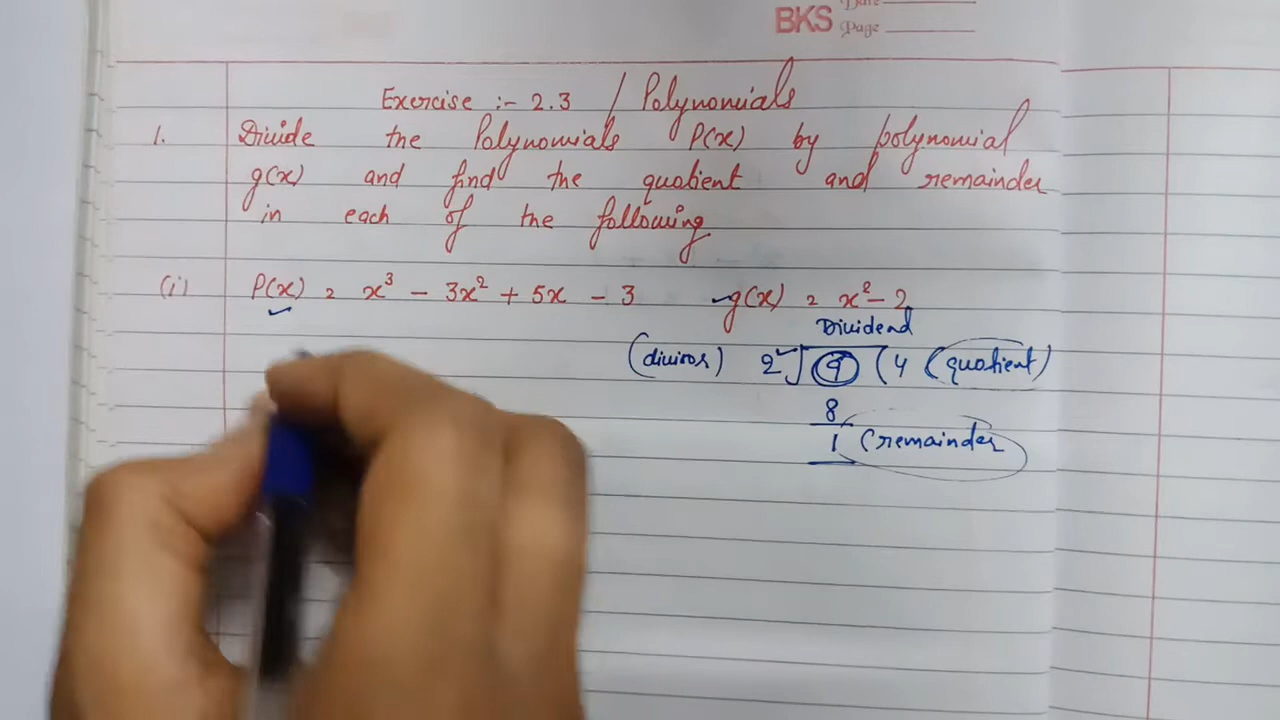 BKS
Date
Page
Exercise :- 2.3 / Polynomials
1. Divide the Polynomials P(x) by polynomial
g(x) and find the quotient and remainder
in each of the following
(i) P(x) = x³ - 3x² + 5x - 3 g(x) = x² - 2
Dividend
(divisor) 2 9 ( 4 (quotient)
8
1 (remainder